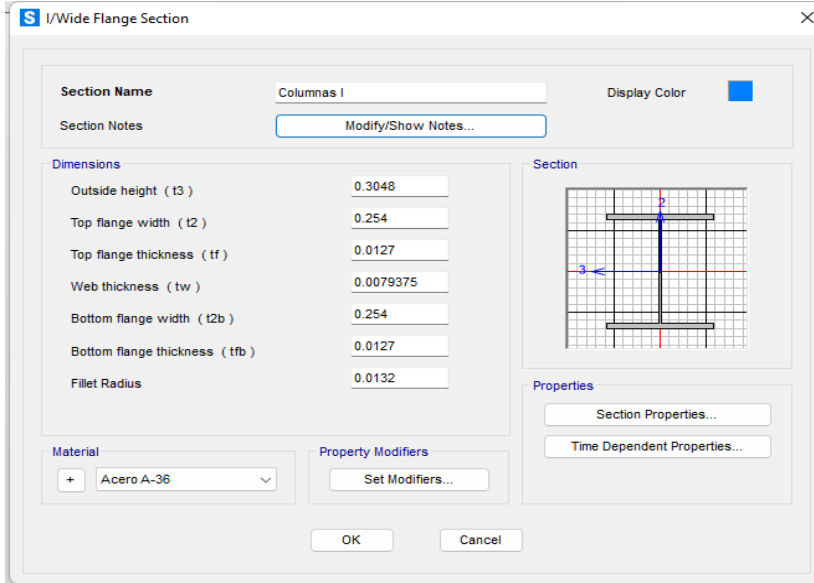 S I/Wide Flange Section
Section Name Columnas I Display Color
Section Notes Modify/Show Notes...
Dimensions
Outside height ( t3 ) 0.3048
Top flange width ( t2 ) 0.254
Top flange thickness ( tf ) 0.0127
Web thickness ( tw ) 0.0079375
Bottom flange width ( t2b ) 0.254
Bottom flange thickness ( tfb ) 0.0127
Fillet Radius 0.0132
Section
2
3
Properties
Section Properties...
Time Dependent Properties...
Material
+ Acero A-36
Property Modifiers
Set Modifiers...
OK Cancel